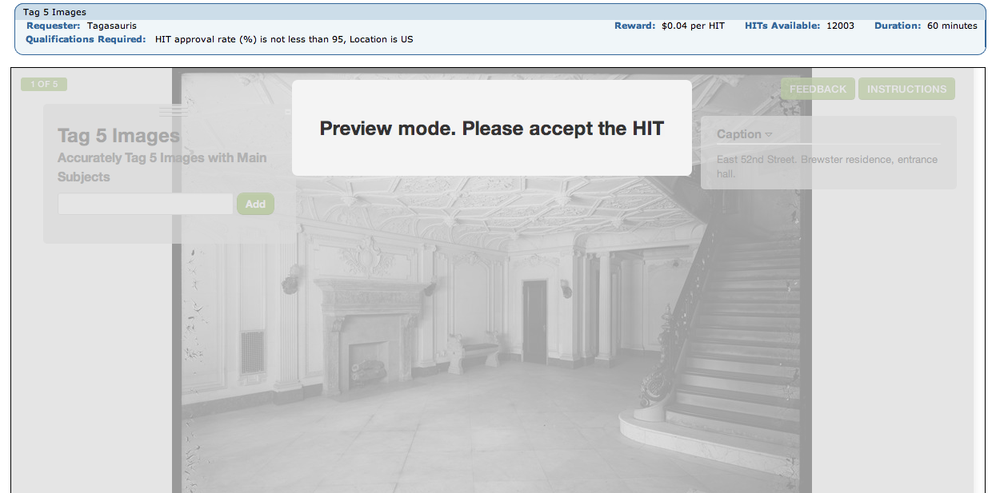 Tag 5 Images
Requester: Tagasauris
Reward: $0.04 per HIT HITs Available: 12003 Duration: 60 minutes
Qualifications Required: HIT approval rate (%) is not less than 95, Location is US
1 OF 5
FEEDBACK INSTRUCTIONS
Preview mode. Please accept the HIT
Tag 5 Images
Accurately Tag 5 Images with Main
Subjects
Add
Caption
East 52nd Street. Brewster residence, entrance
hall.